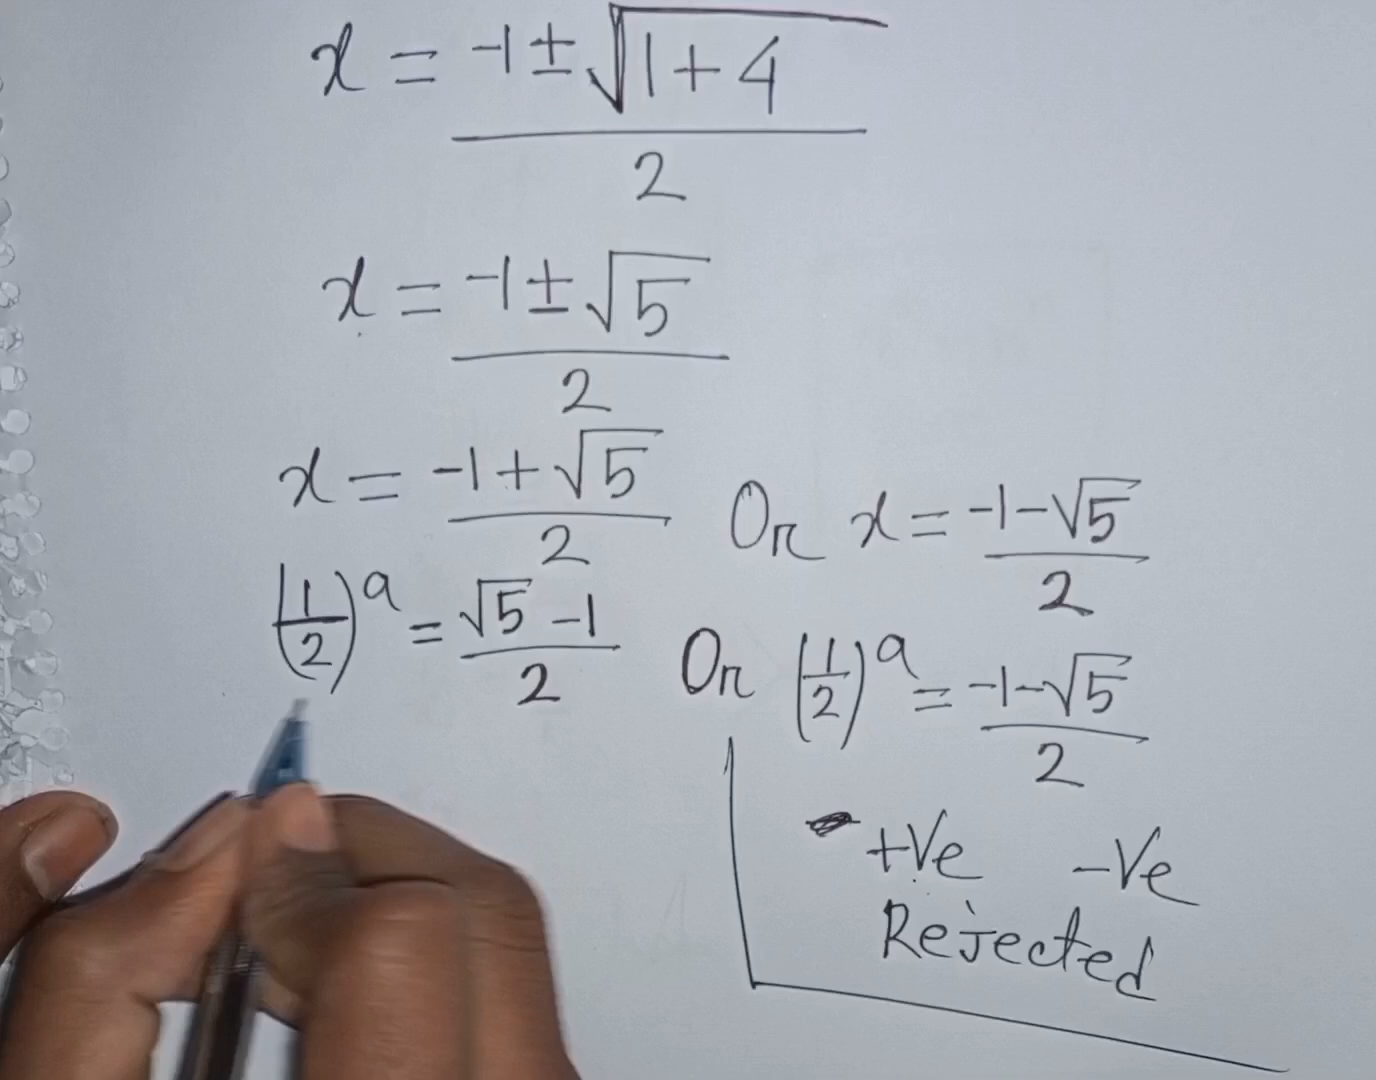 x = (-1 ± √(1 + 4)) / 2
x = (-1 ± √5) / 2
x = (-1 + √5) / 2 Or x = (-1 - √5) / 2
(1/2)^a = (√5 - 1) / 2 Or (1/2)^a = (-1 - √5) / 2
+Ve -Ve
Rejected